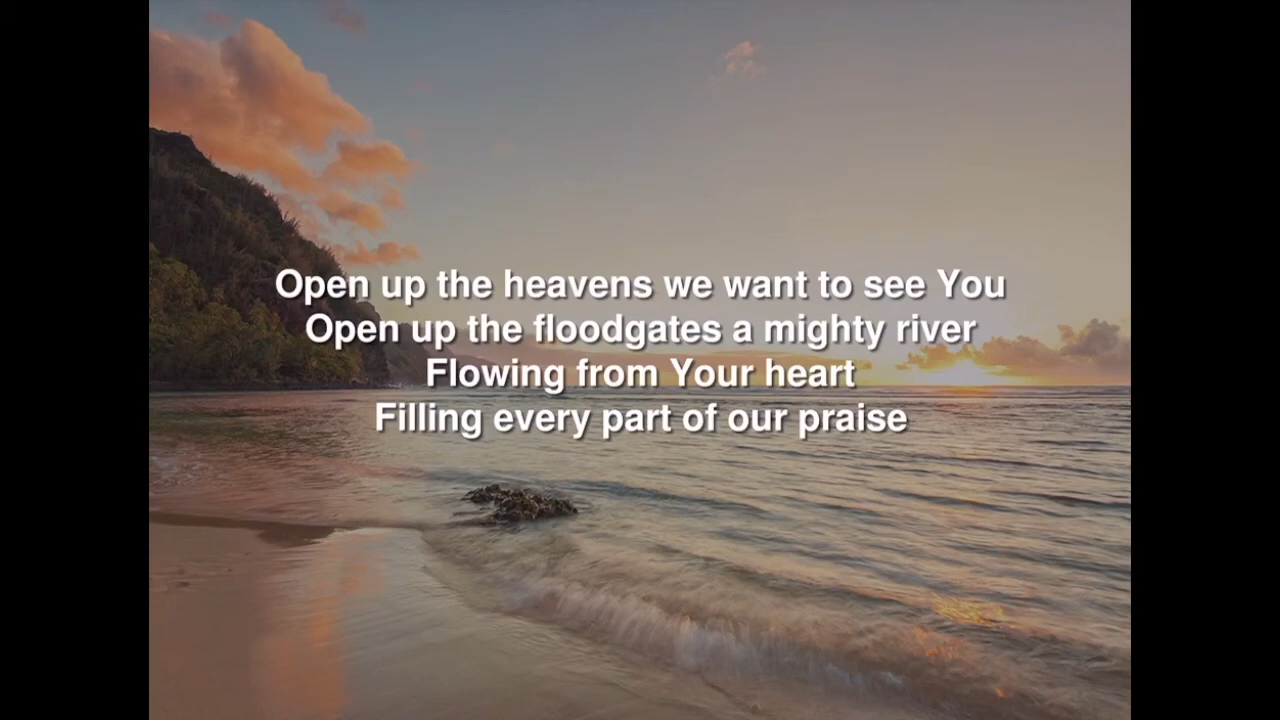 Open up the heavens we want to see You
Open up the floodgates a mighty river
Flowing from Your heart
Filling every part of our praise